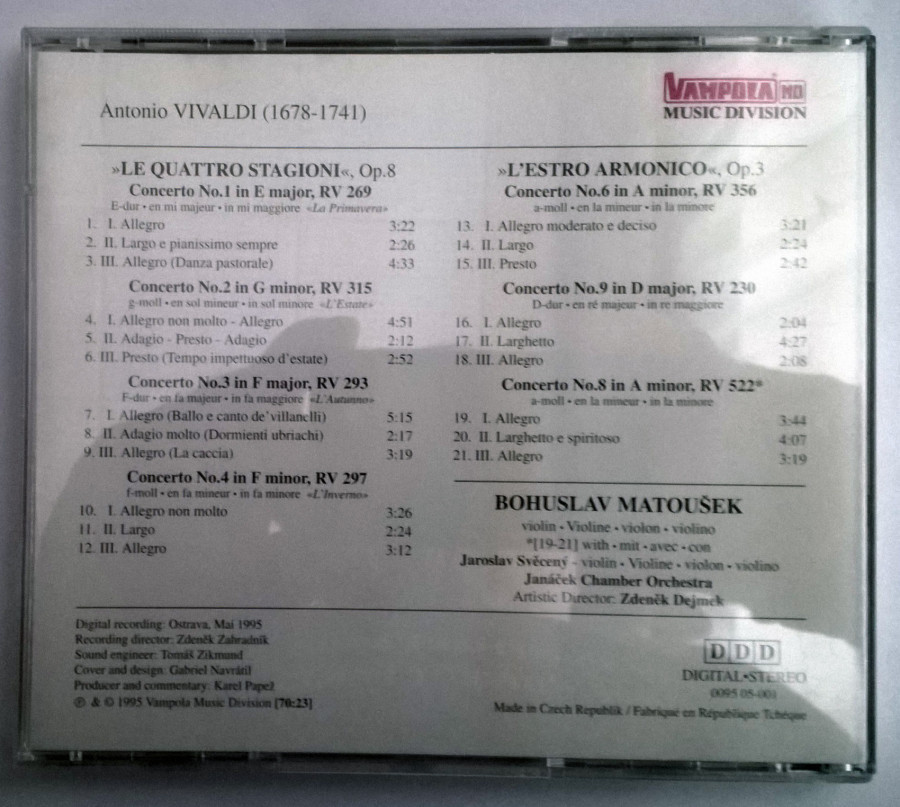 Antonio VIVALDI (1678-1741)
VAMPOLA MD
MUSIC DIVISION
»LE QUATTRO STAGIONI«, Op.8
Concerto No.1 in E major, RV 269
E-dur • en mi majeur • in mi maggiore «La Primavera»
1. I. Allegro 3:22
2. II. Largo e pianissimo sempre 2:26
3. III. Allegro (Danza pastorale) 4:33
Concerto No.2 in G minor, RV 315
g-moll • en sol mineur • in sol minore «L'Estate»
4. I. Allegro non molto - Allegro 4:51
5. II. Adagio - Presto - Adagio 2:12
6. III. Presto (Tempo impettuoso d'estate) 2:52
Concerto No.3 in F major, RV 293
F-dur • en fa majeur • in fa maggiore «L'Autunno»
7. I. Allegro (Ballo e canto de'villanelli) 5:15
8. II. Adagio molto (Dormienti ubriachi) 2:17
9. III. Allegro (La caccia) 3:19
Concerto No.4 in F minor, RV 297
f-moll • en fa mineur • in fa minore «L'Inverno»
10. I. Allegro non molto 3:26
11. II. Largo 2:24
12. III. Allegro 3:12
»L'ESTRO ARMONICO«, Op.3
Concerto No.6 in A minor, RV 356
a-moll • en la mineur • in la minore
13. I. Allegro moderato e deciso 3:21
14. II. Largo 2:24
15. III. Presto 2:42
Concerto No.9 in D major, RV 230
D-dur • en ré majeur • in re maggiore
16. I. Allegro 2:04
17. II. Larghetto 4:27
18. III. Allegro 2:08
Concerto No.8 in A minor, RV 522*
a-moll • en la mineur • in la minore
19. I. Allegro 3:44
20. II. Larghetto e spiritoso 4:07
21. III. Allegro 3:19
BOHUSLAV MATOUŠEK
violin • Violine • violon • violino
*[19-21] with • mit • avec • con
Jaroslav Svěcený - violin • Violine • violon • violino
Janáček Chamber Orchestra
Artistic Director: Zdeněk Dejmek
Digital recording: Ostrava, Mai 1995
Recording director: Zdeněk Zahradník
Sound engineer: Tomáš Zikmund
Cover and design: Gabriel Navrátil
Producer and commentary: Karel Papež
℗ & © 1995 Vampola Music Division [70:23]
DDD
DIGITAL•STEREO
0095 05-001
Made in Czech Republik / Fabriqué en République Tchèque